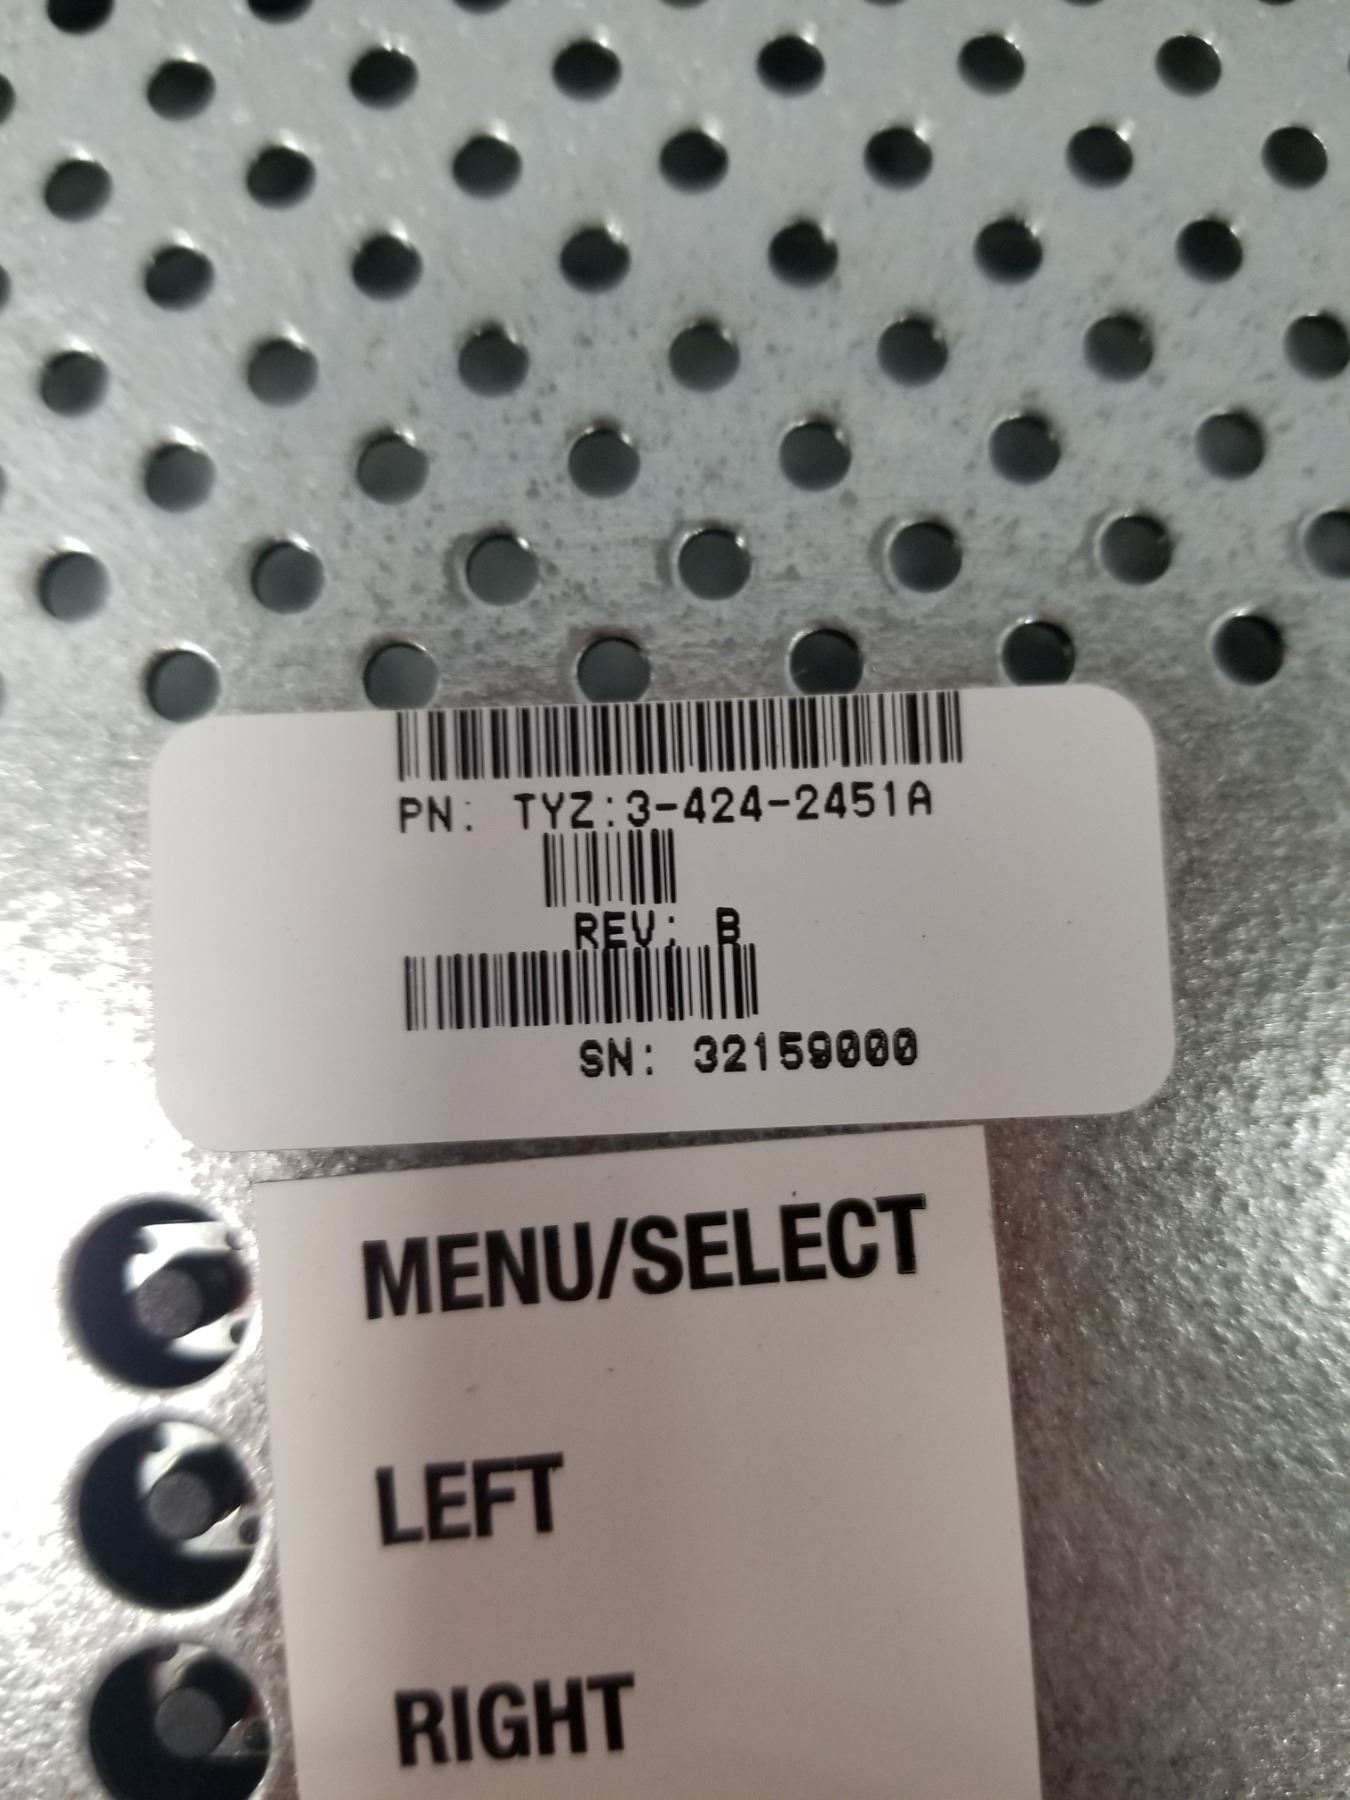 PN: TYZ:3-424-2451A
REV: B
SN: 32159000
MENU/SELECT
LEFT
RIGHT